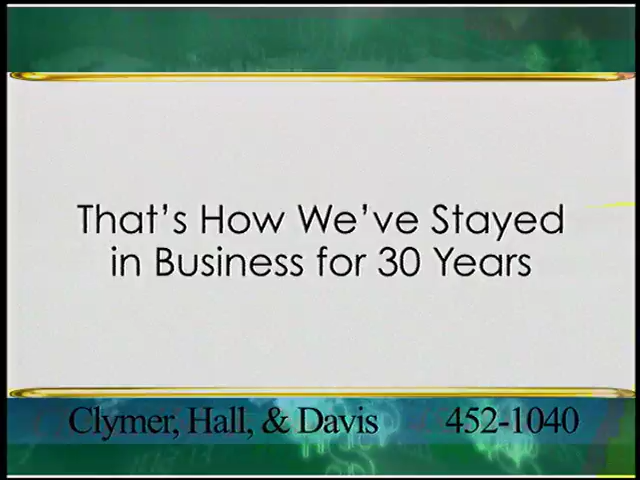 That's How We've Stayed
in Business for 30 Years
Clymer, Hall, & Davis 452-1040